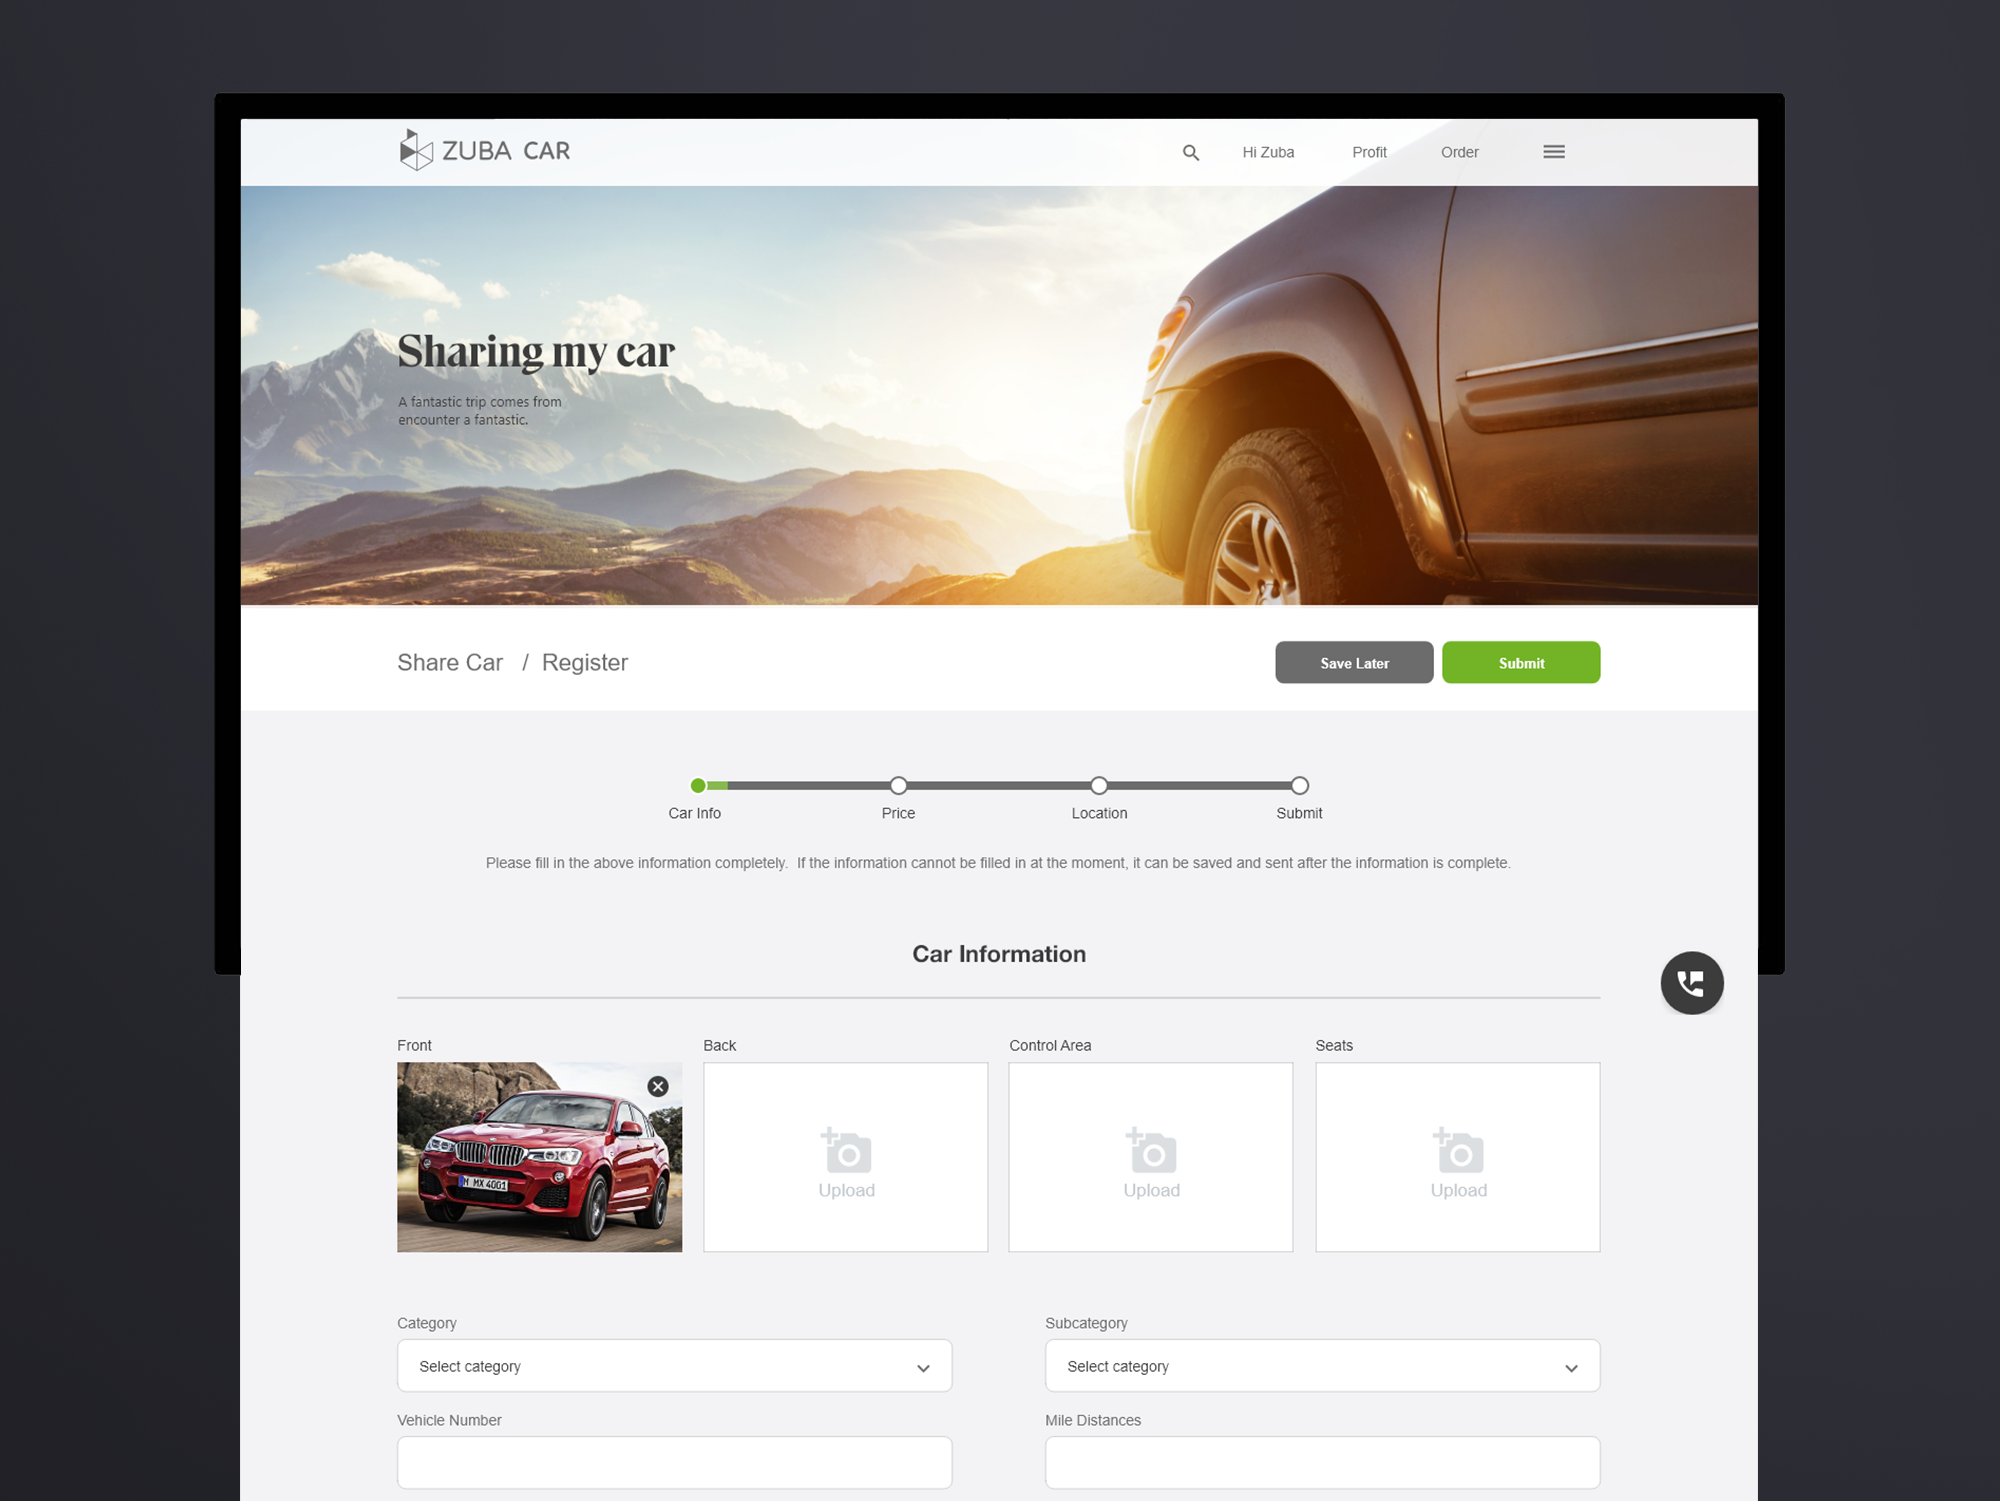 ZUBA CAR
Hi Zuba
Profit
Order
Sharing my car
A fantastic trip comes from
encounter a fantastic.
Share Car / Register
Save Later
Submit
Car Info
Price
Location
Submit
Please fill in the above information completely.  If the information cannot be filled in at the moment, it can be saved and sent after the information is complete.
Car Information
Front
Back
Control Area
Seats
M MX 4001
Upload
Upload
Upload
Category
Subcategory
Select category
Select category
Vehicle Number
Mile Distances